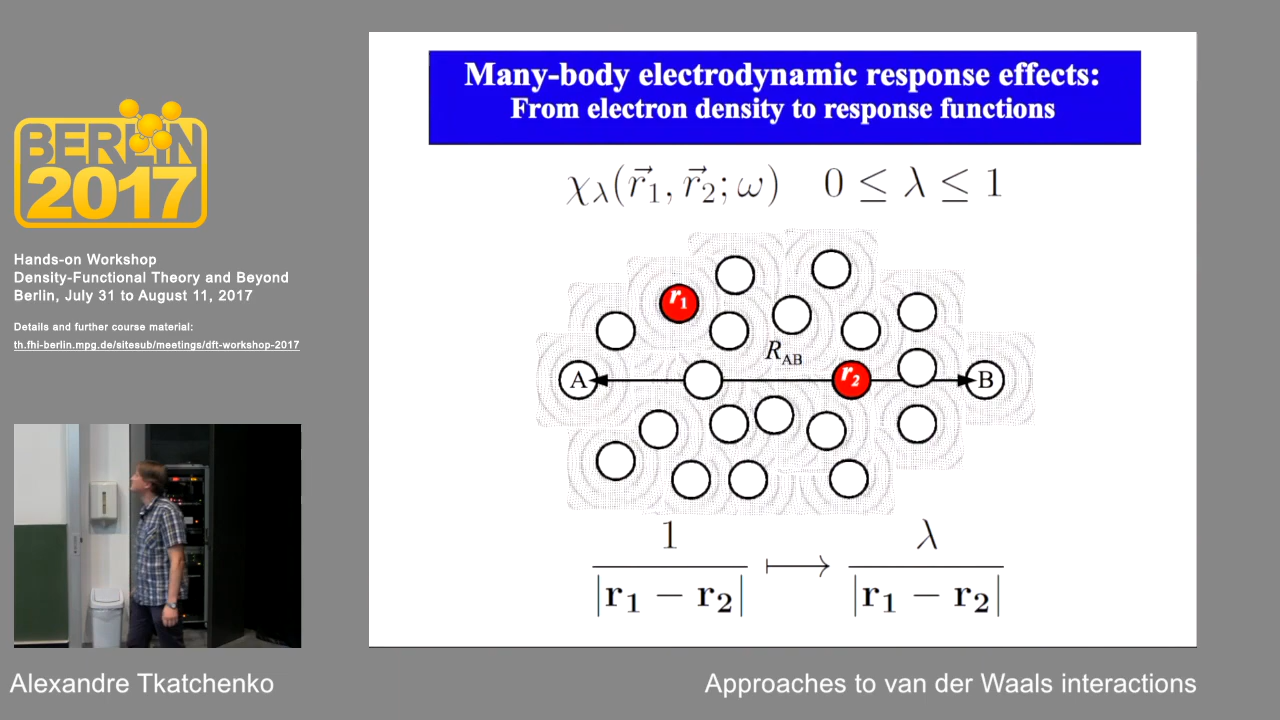 BERLIN
2017
Hands-on Workshop
Density-Functional Theory and Beyond
Berlin, July 31 to August 11, 2017
Details and further course material:
th.fhi-berlin.mpg.de/sitesub/meetings/dft-workshop-2017
Many-body electrodynamic response effects:
From electron density to response functions
χ_λ(r⃗₁, r⃗₂; ω) 0 ≤ λ ≤ 1
r₁
R_AB
A r₂ B
1/|r₁ − r₂| ⟼ λ/|r₁ − r₂|
Alexandre Tkatchenko
Approaches to van der Waals interactions